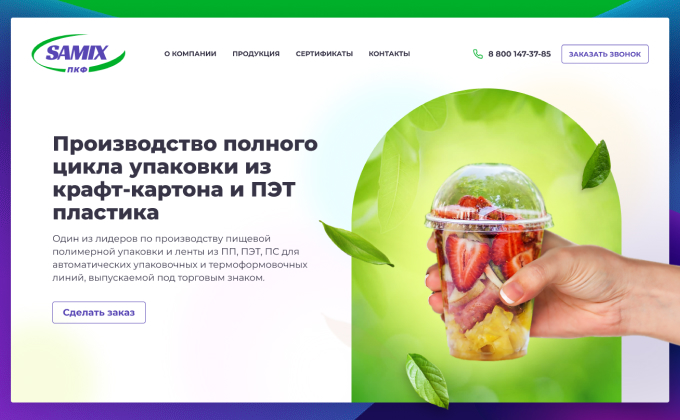 SAMIX
ПКФ
О КОМПАНИИ
ПРОДУКЦИЯ
СЕРТИФИКАТЫ
КОНТАКТЫ
8 800 147-37-85
ЗАКАЗАТЬ ЗВОНОК
Производство полного
цикла упаковки из
крафт-картона и ПЭТ
пластика
Один из лидеров по производству пищевой
полимерной упаковки и ленты из ПП, ПЭТ, ПС для
автоматических упаковочных и термоформовочных
линий, выпускаемой под торговым знаком.
Сделать заказ